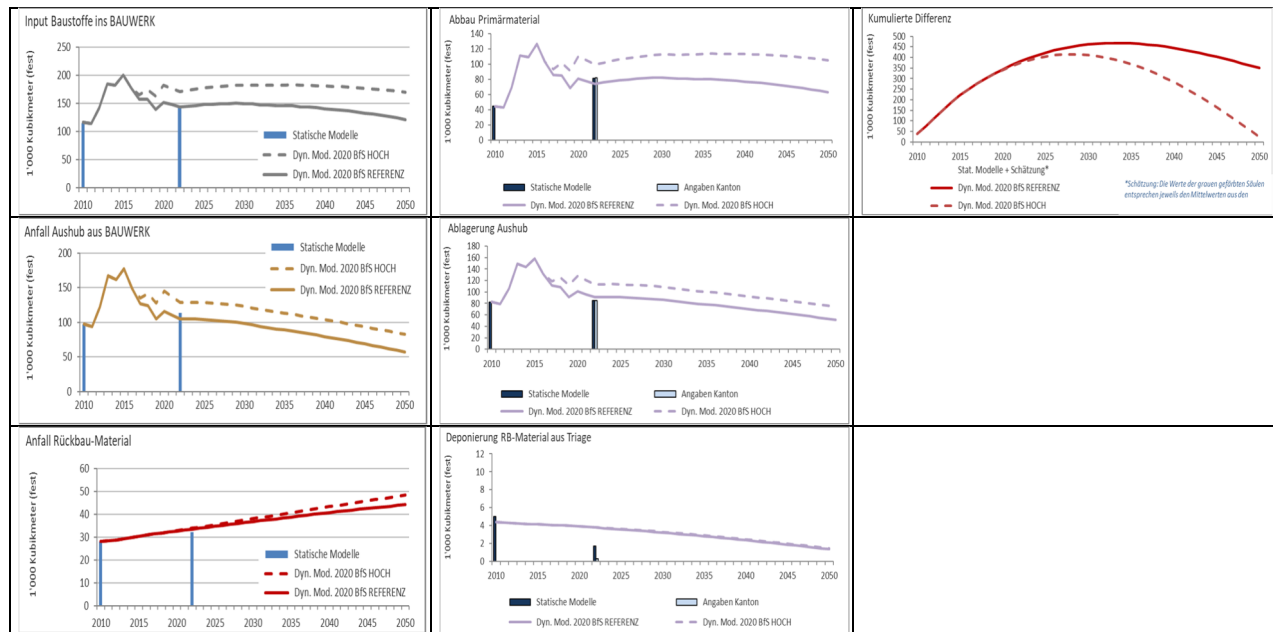 Input Baustoffe ins BAUWERK
1'000 Kubikmeter (fest)
250
200
150
100
50
0
2010 2015 2020 2025 2030 2035 2040 2045 2050
Statische Modelle
Dyn. Mod. 2020 BfS HOCH
Dyn. Mod. 2020 BfS REFERENZ
Abbau Primärmaterial
1'000 Kubikmeter (fest)
140
120
100
80
60
40
20
0
2010 2015 2020 2025 2030 2035 2040 2045 2050
Statische Modelle Angaben Kanton
Dyn. Mod. 2020 BfS REFERENZ Dyn. Mod. 2020 BfS HOCH
Kumulierte Differenz
1'000 Kubikmeter (fest)
500
450
400
350
300
250
200
150
100
50
0
2010 2015 2020 2025 2030 2035 2040 2045 2050
Stat. Modelle + Schätzung*
Dyn. Mod. 2020 BfS REFERENZ
Dyn. Mod. 2020 BfS HOCH
*Schätzung: Die Werte der grauen gefärbten Säulen
entsprechen jeweils den Mittelwerten aus den
Anfall Aushub aus BAUWERK
1'000 Kubikmeter (fest)
200
150
100
50
0
2010 2015 2020 2025 2030 2035 2040 2045 2050
Statische Modelle
Dyn. Mod. 2020 BfS HOCH
Dyn. Mod. 2020 BfS REFERENZ
Ablagerung Aushub
1'000 Kubikmeter (fest)
180
160
140
120
100
80
60
40
20
0
2010 2015 2020 2025 2030 2035 2040 2045 2050
Statische Modelle Angaben Kanton
Dyn. Mod. 2020 BfS REFERENZ Dyn. Mod. 2020 BfS HOCH
Anfall Rückbau-Material
1'000 Kubikmeter (fest)
60
50
40
30
20
10
0
2010 2015 2020 2025 2030 2035 2040 2045 2050
Statische Modelle
Dyn. Mod. 2020 BfS HOCH
Dyn. Mod. 2020 BfS REFERENZ
Deponierung RB-Material aus Triage
1'000 Kubikmeter (fest)
12
10
8
6
4
2
0
2010 2015 2020 2025 2030 2035 2040 2045 2050
Statische Modelle Angaben Kanton
Dyn. Mod. 2020 BfS REFERENZ Dyn. Mod. 2020 BfS HOCH